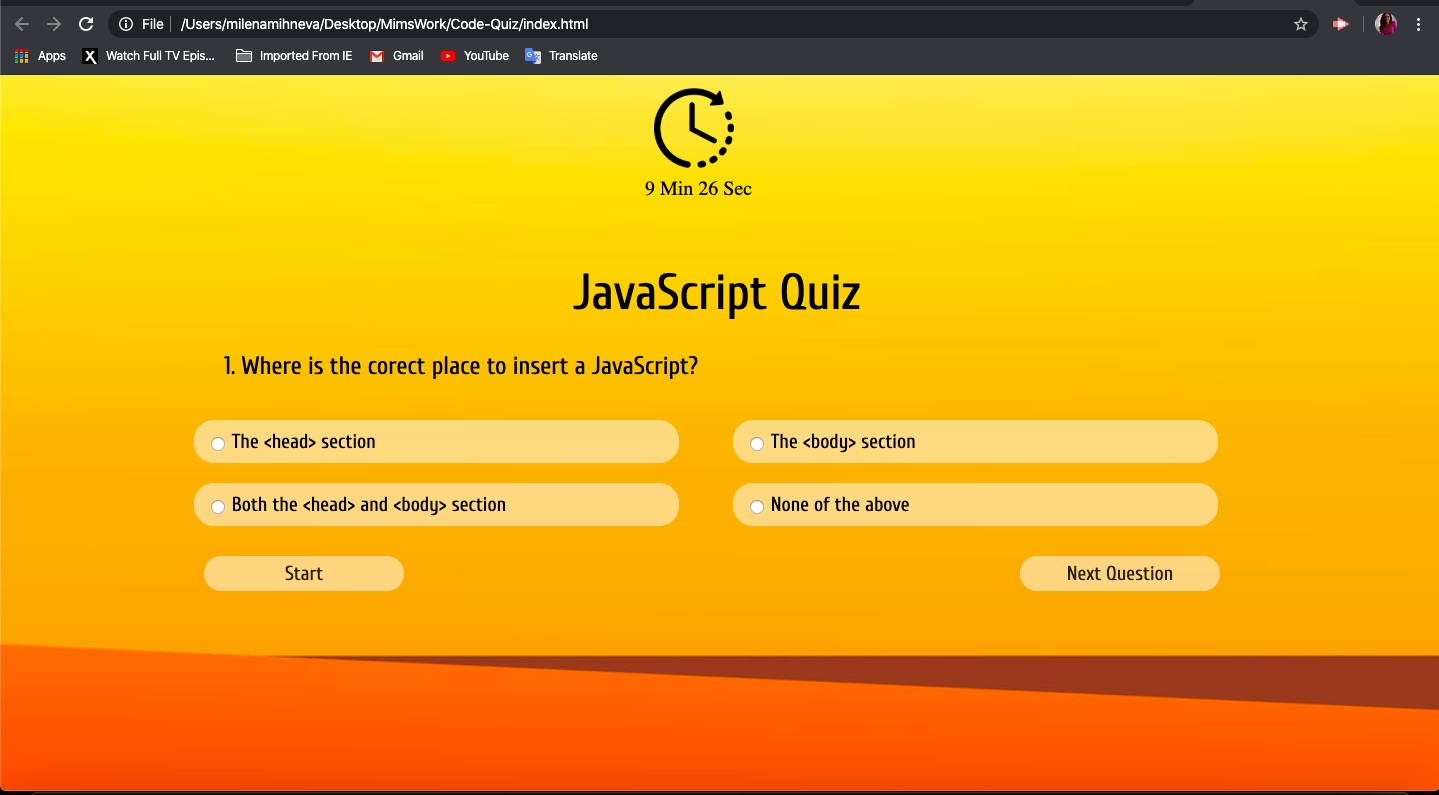 File /Users/milenamihneva/Desktop/MimsWork/Code-Quiz/index.html
Apps X Watch Full TV Epis... Imported From IE Gmail YouTube Translate
9 Min 26 Sec
JavaScript Quiz
1. Where is the corect place to insert a JavaScript?
The <head> section
The <body> section
Both the <head> and <body> section
None of the above
Start
Next Question